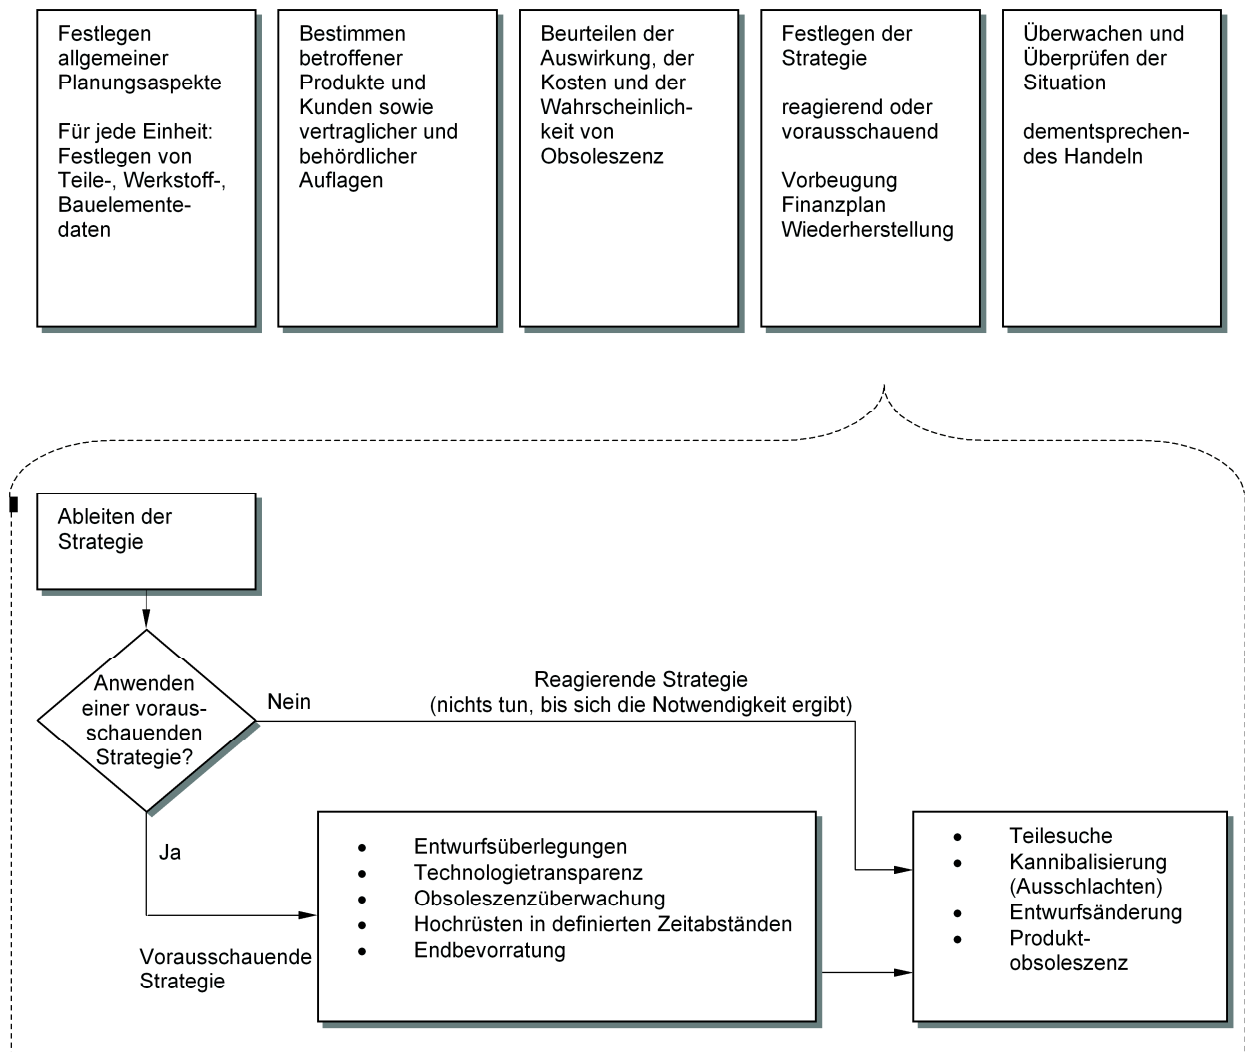 Festlegen
allgemeiner
Planungsaspekte
Für jede Einheit:
Festlegen von
Teile-, Werkstoff-,
Bauelemente-
daten
Bestimmen
betroffener
Produkte und
Kunden sowie
vertraglicher und
behördlicher
Auflagen
Beurteilen der
Auswirkung, der
Kosten und der
Wahrscheinlich-
keit von
Obsoleszenz
Festlegen der
Strategie
reagierend oder
vorausschauend
Vorbeugung
Finanzplan
Wiederherstellung
Überwachen und
Überprüfen der
Situation
dementsprechen-
des Handeln
Ableiten der
Strategie
Anwenden
einer voraus-
schauenden
Strategie?
Nein
Reagierende Strategie
(nichts tun, bis sich die Notwendigkeit ergibt)
Ja
Vorausschauende
Strategie
• Entwurfsüberlegungen
• Technologietransparenz
• Obsoleszenzüberwachung
• Hochrüsten in definierten Zeitabständen
• Endbevorratung
• Teilesuche
• Kannibalisierung
(Ausschlachten)
• Entwurfsänderung
• Produkt-
obsoleszenz